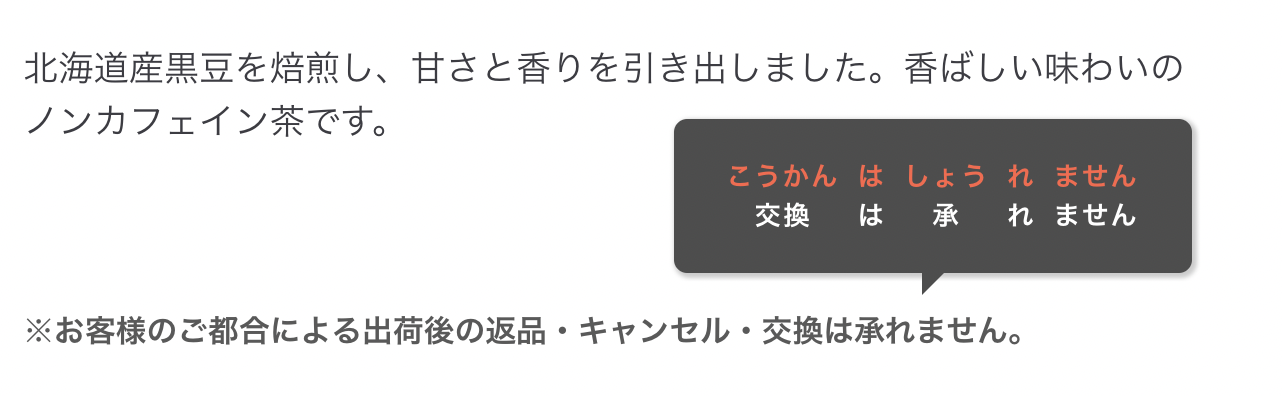 北海道産黒豆を焙煎し、甘さと香りを引き出しました。香ばしい味わいの
ノンカフェイン茶です。
こうかん は しょう れ ません
交換 は 承 れ ません
※お客様のご都合による出荷後の返品・キャンセル・交換は承れません。